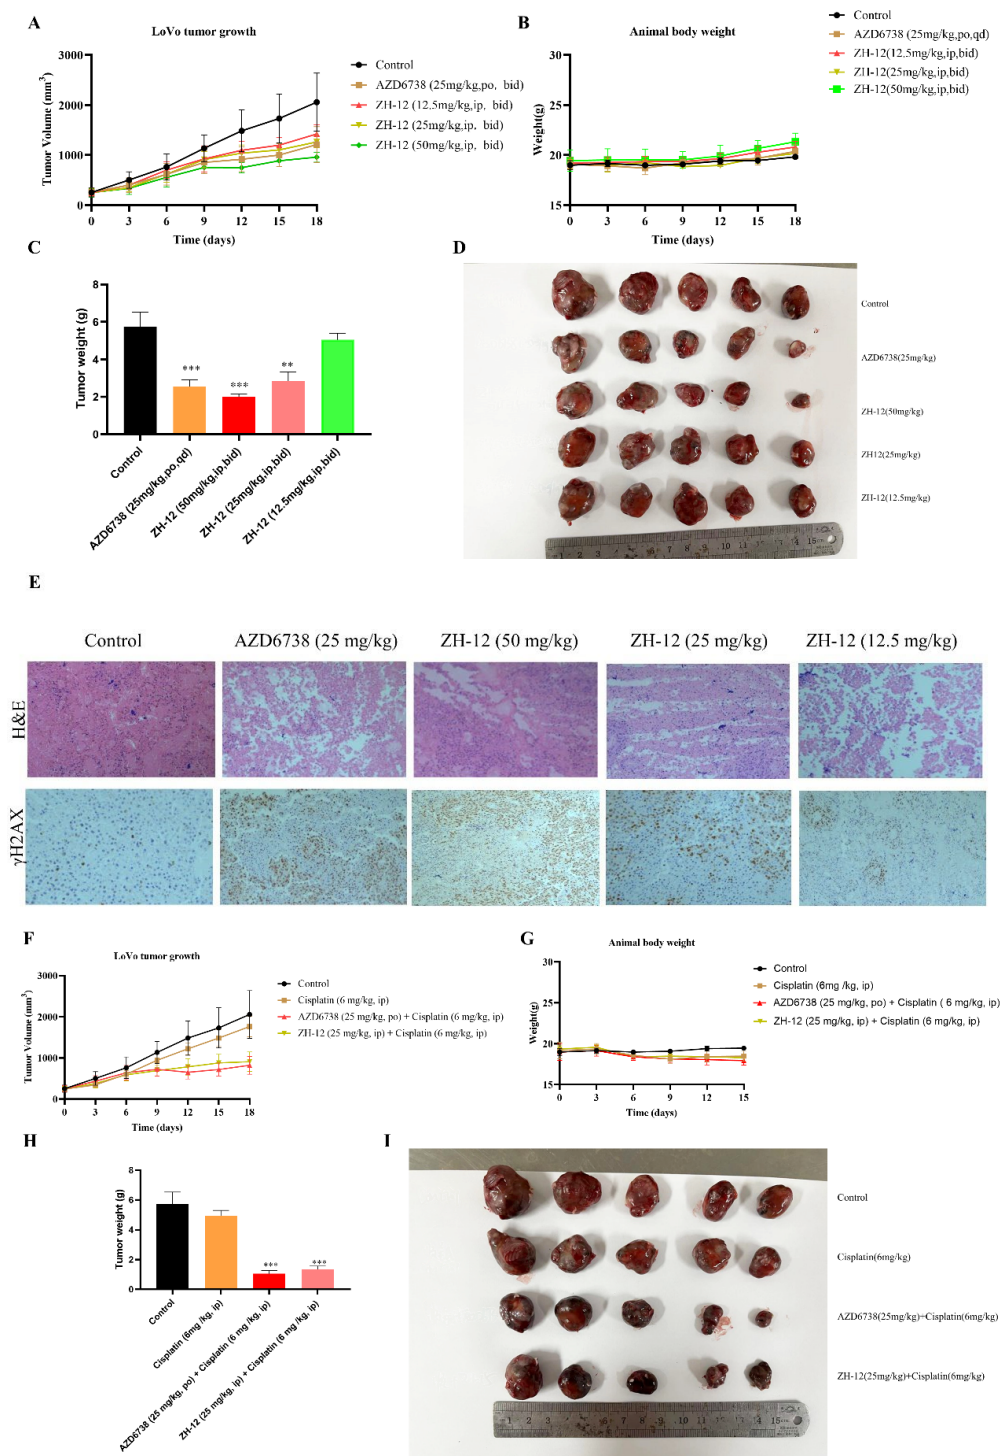 A
LoVo tumor growth
Tumor Volume (mm³)
3000
2000
1000
0
0 3 6 9 12 15 18
Time (days)
Control
AZD6738 (25mg/kg,po, bid)
ZH-12 (12.5mg/kg,ip, bid)
ZH-12 (25mg/kg,ip, bid)
ZH-12 (50mg/kg,ip, bid)
B
Animal body weight
Weight(g)
30
25
20
15
0 3 6 9 12 15 18
Time (days)
Control
AZD6738 (25mg/kg,po,qd)
ZH-12(12.5mg/kg,ip,bid)
ZH-12(25mg/kg,ip,bid)
ZH-12(50mg/kg,ip,bid)
C
Tumor weight (g)
8
6
4
2
0
***
***
**
Control
AZD6738 (25mg/kg,po,qd)
ZH-12 (50mg/kg,ip,bid)
ZH-12 (25mg/kg,ip,bid)
ZH-12 (12.5mg/kg,ip,bid)
D
Control
AZD6738(25mg/kg)
ZH-12(50mg/kg)
ZH12(25mg/kg)
ZH-12(12.5mg/kg)
E
Control AZD6738 (25 mg/kg) ZH-12 (50 mg/kg) ZH-12 (25 mg/kg) ZH-12 (12.5 mg/kg)
H&E
γH2AX
F
LoVo tumor growth
Tumor Volume (mm³)
3000
2000
1000
0
0 3 6 9 12 15 18
Time (days)
Control
Cisplatin (6 mg/kg, ip)
AZD6738 (25 mg/kg, po) + Cisplatin (6 mg/kg, ip)
ZH-12 (25 mg/kg, ip) + Cisplatin (6 mg/kg, ip)
G
Animal body weight
Weight(g)
30
25
20
15
0 3 6 9 12 15
Time (days)
Control
Cisplatin (6mg /kg, ip)
AZD6738 (25 mg/kg, po) + Cisplatin ( 6 mg/kg, ip)
ZH-12 (25 mg/kg, ip) + Cisplatin (6 mg/kg, ip)
H
Tumor weight (g)
8
6
4
2
0
***
***
Control
Cisplatin (6mg /kg, ip)
AZD6738 (25 mg/kg, po) + Cisplatin (6 mg /kg, ip)
ZH-12 (25 mg/kg, ip) + Cisplatin (6 mg /kg, ip)
I
Control
Cisplatin(6mg/kg)
AZD6738(25mg/kg)+Cisplatin(6mg/kg)
ZH-12(25mg/kg)+Cisplatin(6mg/kg)
1 2 3 4 5 6 7 8 9 10 11 12 13 14 15